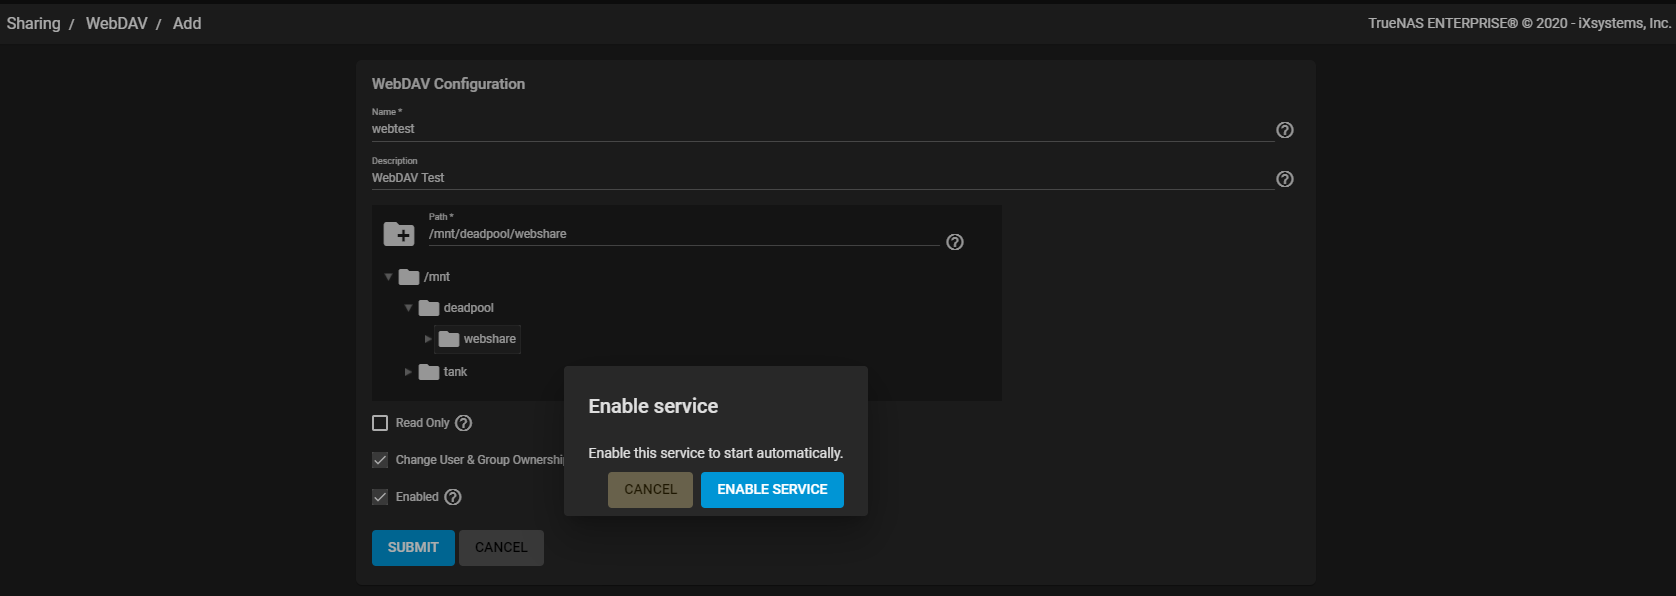 Sharing / WebDAV / Add
TrueNAS ENTERPRISE® © 2020 - iXsystems, Inc.
WebDAV Configuration
Name *
webtest
Description
WebDAV Test
Path *
/mnt/deadpool/webshare
/mnt
deadpool
webshare
tank
Read Only
Change User & Group
Enabled
SUBMIT CANCEL
Enable service
Enable this service to start automatically.
CANCEL ENABLE SERVICE